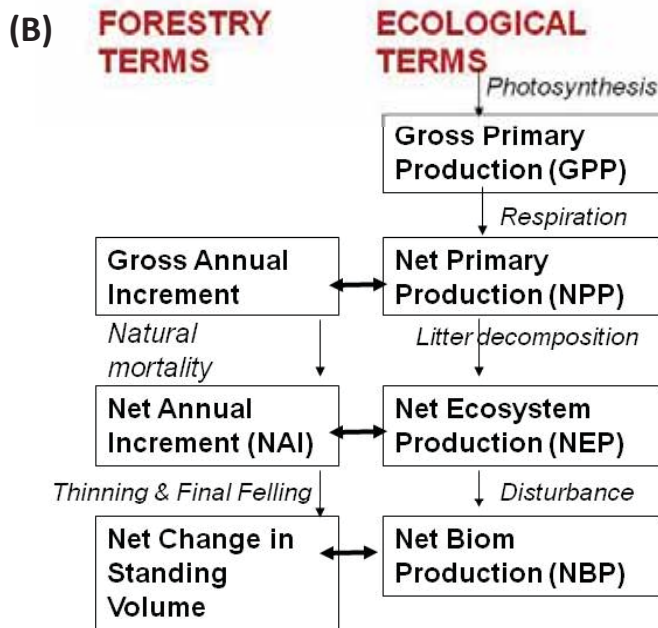 (B)
FORESTRY
TERMS
ECOLOGICAL
TERMS
Photosynthesis
Gross Primary
Production (GPP)
Respiration
Gross Annual
Increment
Net Primary
Production (NPP)
Natural
mortality
Litter decomposition
Net Annual
Increment (NAI)
Net Ecosystem
Production (NEP)
Thinning & Final Felling
Disturbance
Net Change in
Standing
Volume
Net Biom
Production (NBP)